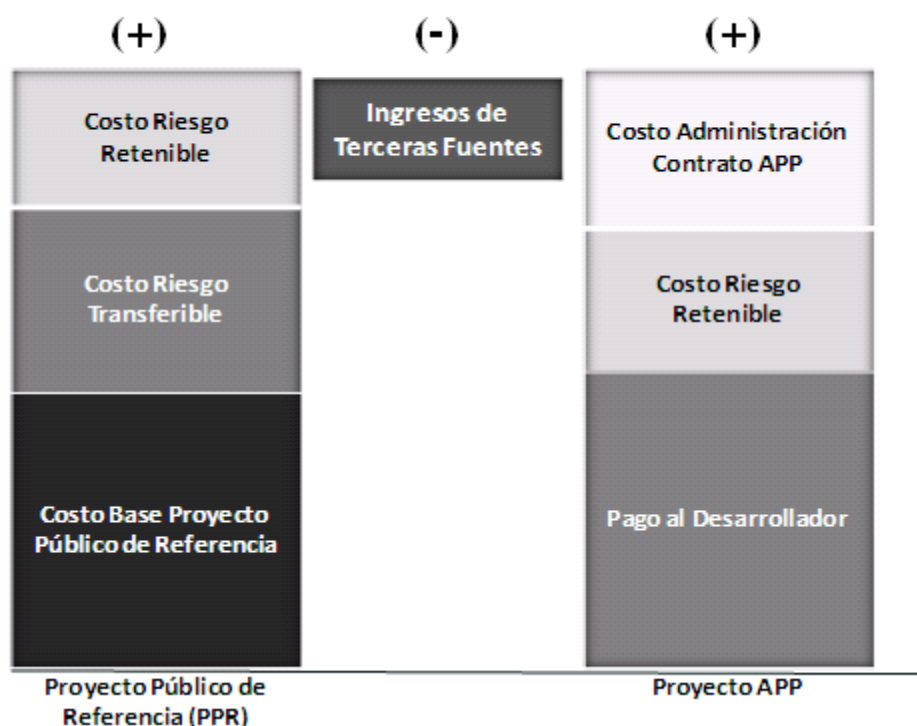 (+)
(-)
(+)
Costo Riesgo
Retenible
Costo Riesgo
Transferible
Costo Base Proyecto
Público de Referencia
Ingresos de
Terceras Fuentes
Costo Administración
Contrato APP
Costo Riesgo
Retenible
Pago al Desarrollador
Proyecto Público de
Referencia (PPR)
Proyecto APP